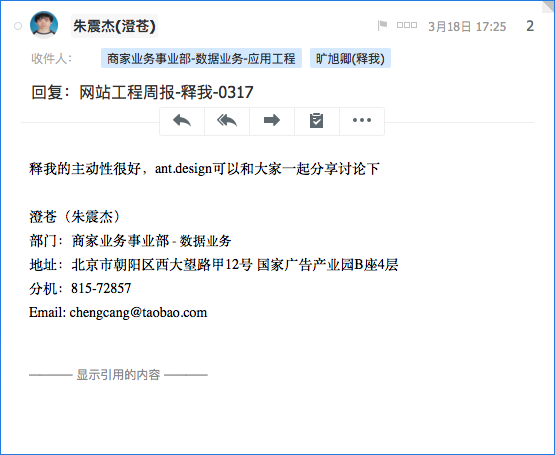 朱震杰(澄苍)
3月18日 17:25
2
收件人：
商家业务事业部-数据业务-应用工程
旷旭卿(释我)
回复：网站工程周报-释我-0317
释我的主动性很好，ant.design可以和大家一起分享讨论下
澄苍（朱震杰）
部门：商家业务事业部 - 数据业务
地址：北京市朝阳区西大望路甲12号 国家广告产业园B座4层
分机：815-72857
Email: chengcang@taobao.com
显示引用的内容